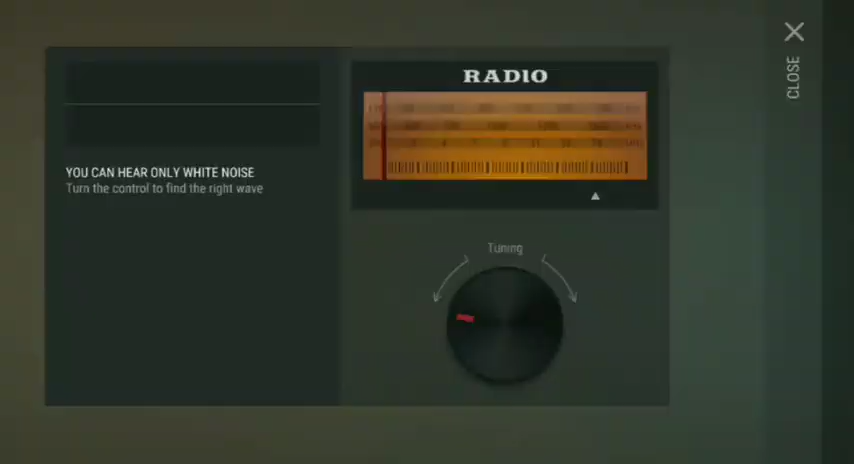 CLOSE
RADIO
YOU CAN HEAR ONLY WHITE NOISE
Turn the control to find the right wave
Tuning